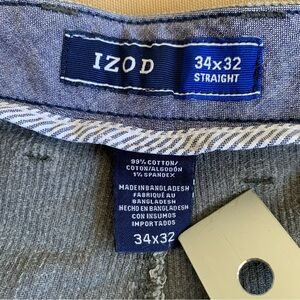 IZOD
34x32
STRAIGHT
99% COTTON/
COTON/ALGODÓN
1% SPANDEX
MADE IN BANGLADESH
FABRIQUÉ AU
BANGLADESH
HECHO EN BANGLADESH
CON INSUMOS
IMPORTADOS
34x32